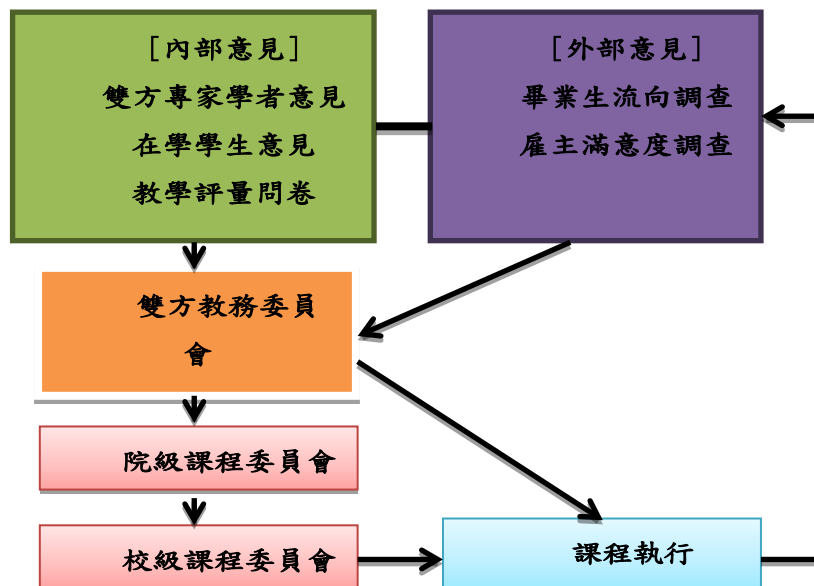 [內部意見]
雙方專家學者意見
在學學生意見
教學評量問卷
[外部意見]
畢業生流向調查
雇主滿意度調查
雙方教務委員
會
院級課程委員會
校級課程委員會
課程執行